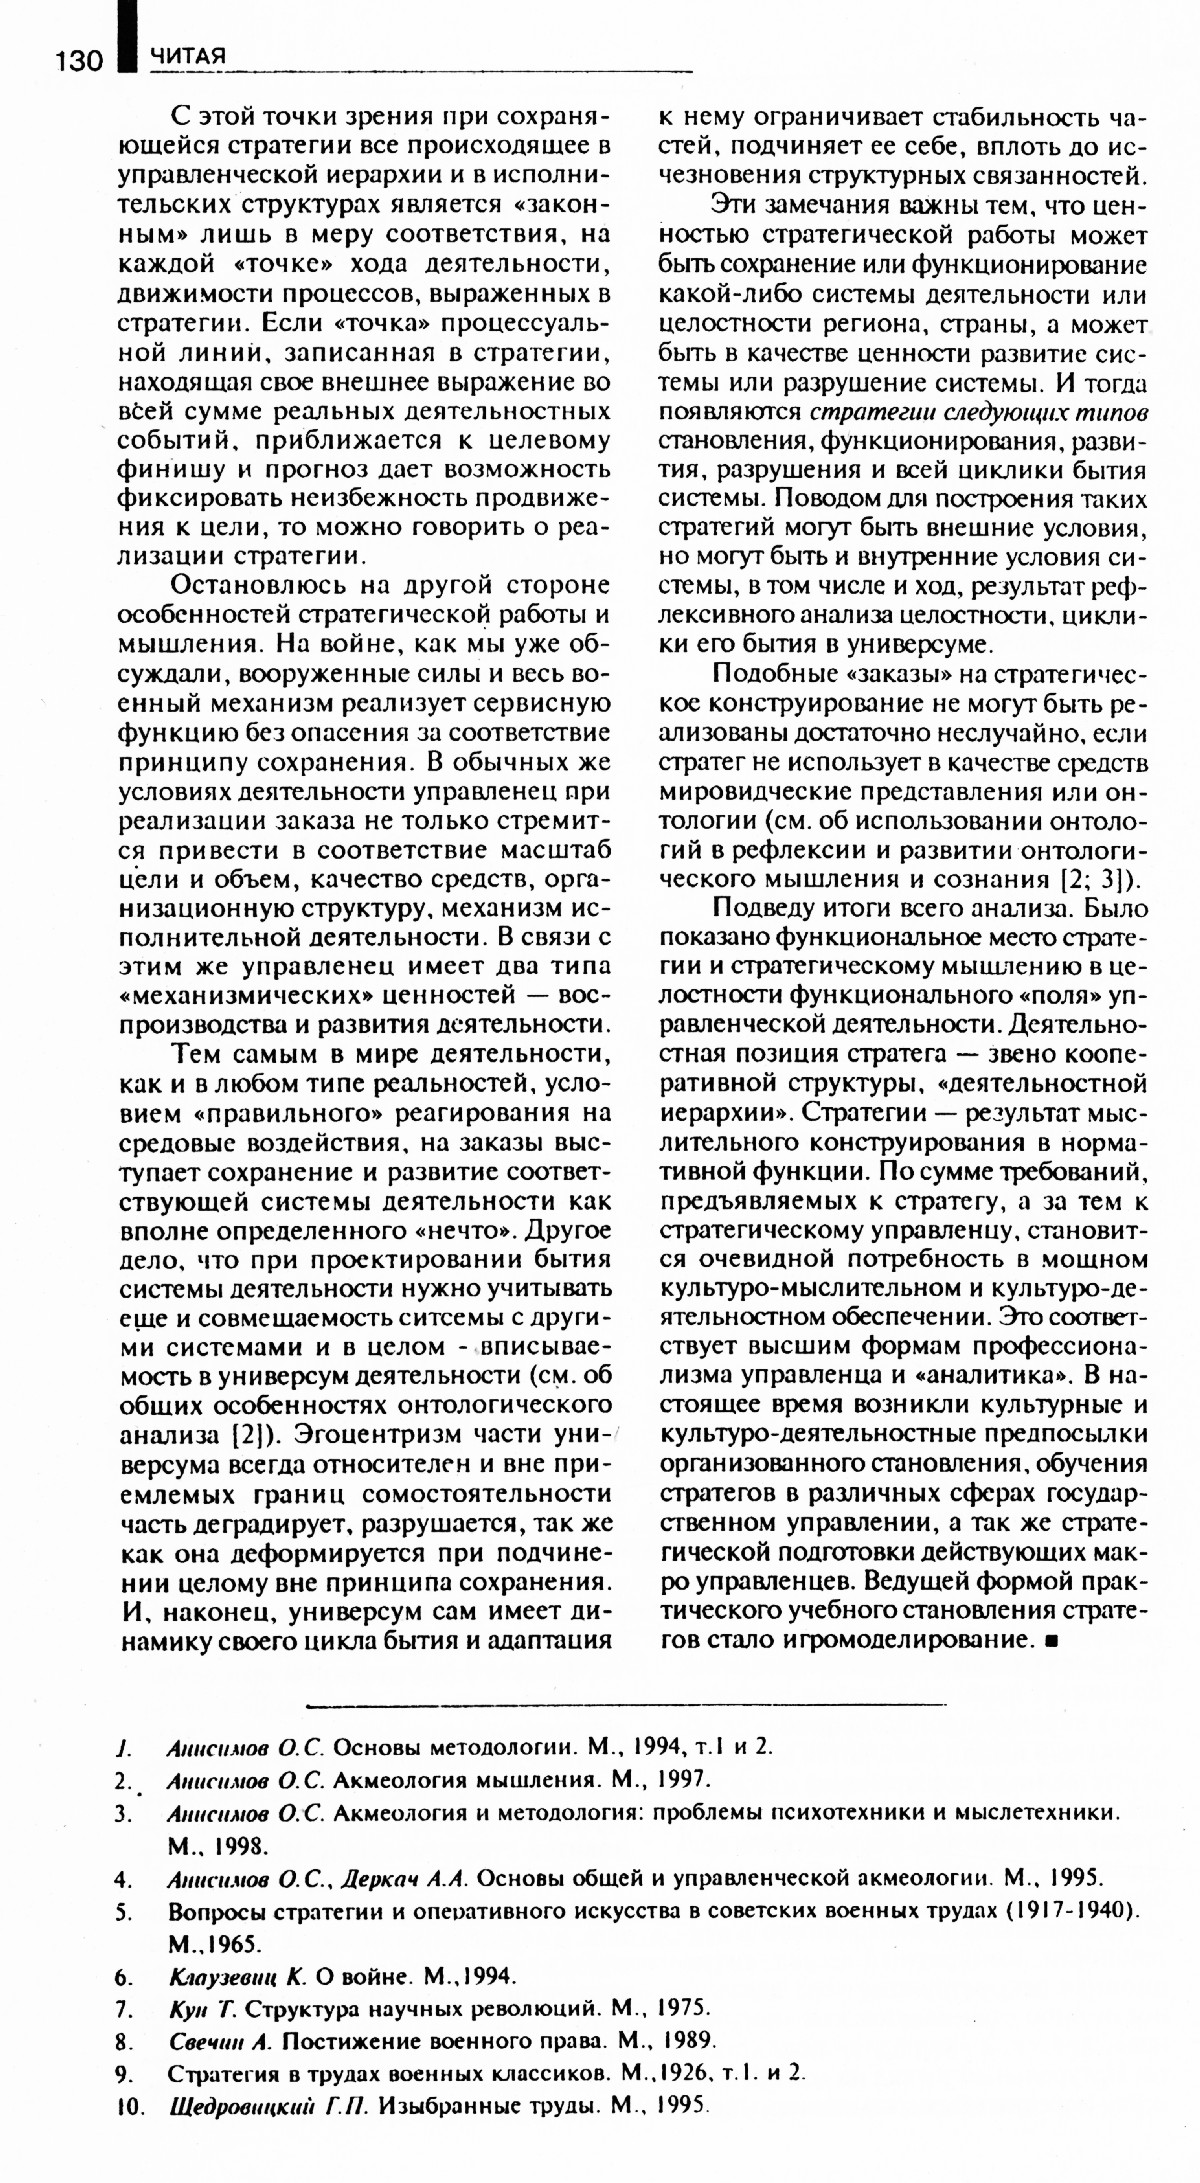 130 ЧИТАЯ
С этой точки зрения при сохраня-
ющейся стратегии все происходящее в
управленческой иерархии и в исполни-
тельских структурах является «закон-
ным» лишь в меру соответствия, на
каждой «точке» хода деятельности,
движимости процессов, выраженных в
стратегии. Если «точка» процессуаль-
ной линии, записанная в стратегии,
находящая свое внешнее выражение во
всей сумме реальных деятельностных
событий, приближается к целевому
финишу и прогноз дает возможность
фиксировать неизбежность продвиже-
ния к цели, то можно говорить о реа-
лизации стратегии.
Остановлюсь на другой стороне
особенностей стратегической работы и
мышления. На войне, как мы уже об-
суждали, вооруженные силы и весь во-
енный механизм реализует сервисную
функцию без опасения за соответствие
принципу сохранения. В обычных же
условиях деятельности управленец при
реализации заказа не только стремит-
ся привести в соответствие масштаб
цели и объем, качество средств, орга-
низационную структуру, механизм ис-
полнительной деятельности. В связи с
этим же управленец имеет два типа
«механизмических» ценностей — вос-
производства и развития деятельности.
Тем самым в мире деятельности,
как и в любом типе реальностей, усло-
вием «правильного» реагирования на
средовые воздействия, на заказы выс-
тупает сохранение и развитие соответ-
ствующей системы деятельности как
вполне определенного «нечто». Другое
дело, что при проектировании бытия
системы деятельности нужно учитывать
еще и совмещаемость ситсемы с други-
ми системами и в целом - вписывае-
мость в универсум деятельности (см. об
общих особенностях онтологического
анализа [2]). Эгоцентризм части уни-
версума всегда относителен и вне при-
емлемых границ сомостоятельности
часть деградирует, разрушается, так же
как она деформируется при подчине-
нии целому вне принципа сохранения.
И, наконец, универсум сам имеет ди-
намику своего цикла бытия и адаптация
к нему ограничивает стабильность ча-
стей, подчиняет ее себе, вплоть до ис-
чезновения структурных связанностей.
Эти замечания важны тем, что цен-
ностью стратегической работы может
быть сохранение или функционирование
какой-либо системы деятельности или
целостности региона, страны, а может
быть в качестве ценности развитие сис-
темы или разрушение системы. И тогда
появляются стратегии следующих типов
становления, функционирования, разви-
тия, разрушения и всей циклики бытия
системы. Поводом для построения таких
стратегий могут быть внешние условия,
но могут быть и внутренние условия си-
стемы, в том числе и ход, результат реф-
лексивного анализа целостности, цикли-
ки его бытия в универсуме.
Подобные «заказы» на стратегичес-
кое конструирование не могут быть ре-
ализованы достаточно неслучайно, если
стратег не использует в качестве средств
мировидческие представления или он-
тологии (см. об использовании онтоло-
гий в рефлексии и развитии онтологи-
ческого мышления и сознания [2; 3]).
Подведу итоги всего анализа. Было
показано функциональное место страте-
гии и стратегическому мышлению в це-
лостности функционального «поля» уп-
равленческой деятельности. Деятельно-
стная позиция стратега — звено коопе-
ративной структуры, «деятельностной
иерархии». Стратегии — результат мыс-
лительного конструирования в норма-
тивной функции. По сумме требований,
предъявляемых к стратегу, а за тем к
стратегическому управленцу, становит-
ся очевидной потребность в мощном
культуро-мыслительном и культуро-де-
ятельностном обеспечении. Это соответ-
ствует высшим формам профессиона-
лизма управленца и «аналитика». В на-
стоящее время возникли культурные и
культуро-деятельностные предпосылки
организованного становления, обучения
стратегов в различных сферах государ-
ственном управлении, а так же страте-
гической подготовки действующих мак-
ро управленцев. Ведущей формой прак-
тического учебного становления страте-
гов стало игромоделирование. ■
1. Анисимов О.С. Основы методологии. М., 1994, т.1 и 2.
2. Анисимов О.С. Акмеология мышления. М., 1997.
3. Анисимов О.С. Акмеология и методология: проблемы психотехники и мыслетехники.
М., 1998.
4. Анисимов О.С., Деркач А.А. Основы общей и управленческой акмеологии. М., 1995.
5. Вопросы стратегии и оперативного искусства в советских военных трудах (1917-1940).
М.,1965.
6. Клаузевиц К. О войне. М.,1994.
7. Кун Т. Структура научных революций. М., 1975.
8. Свечин А. Постижение военного права. М., 1989.
9. Стратегия в трудах военных классиков. М.,1926, т.1. и 2.
10. Щедровицкий Г.П. Изыбранные труды. М., 1995.